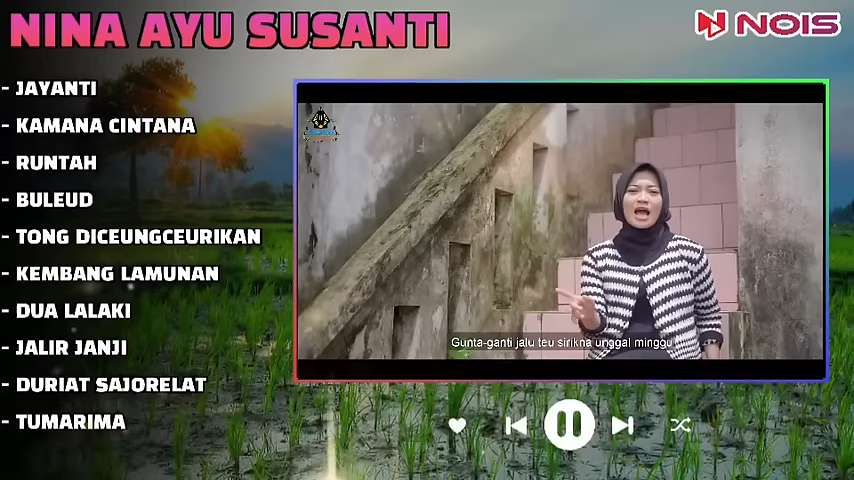 NINA AYU SUSANTI
NOIS
- JAYANTI
- KAMANA CINTANA
- RUNTAH
- BULEUD
- TONG DICEUNGCEURIKAN
- KEMBANG LAMUNAN
- DUA LALAKI
- JALIR JANJI
- DURIAT SAJORELAT
- TUMARIMA
Gunta-ganti jalu teu sirikna unggal minggu